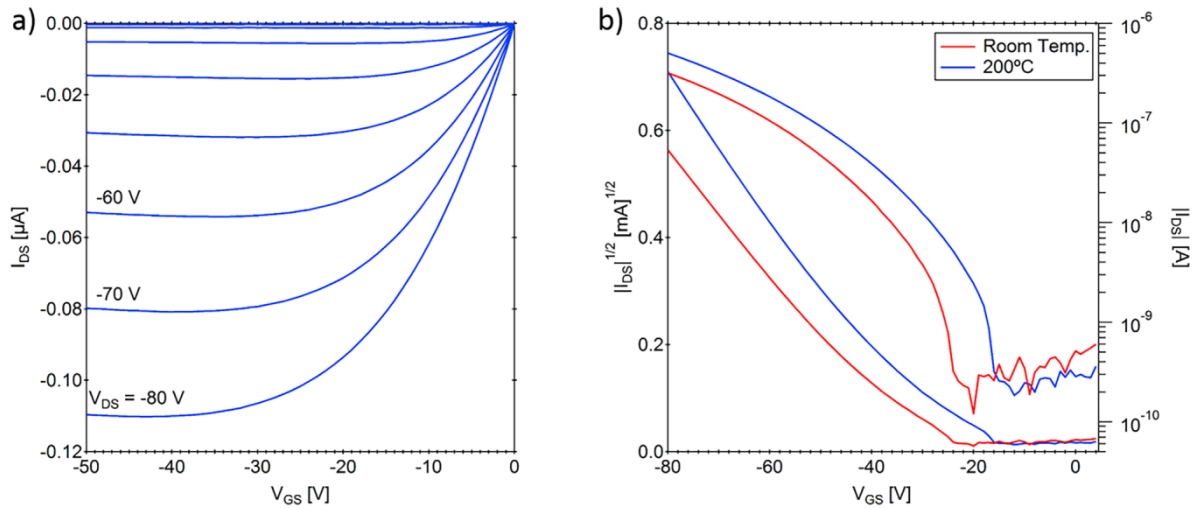 a)
0.00
-0.02
-0.04
-0.06
-0.08
-0.10
-0.12
I_DS [µA]
-60 V
-70 V
V_DS = -80 V
-50
-40
-30
-20
-10
0
V_GS [V]
b)
0.8
0.6
0.4
0.2
0.0
|I_DS|^1/2 [mA]^1/2
Room Temp.
200ºC
10^-6
10^-7
10^-8
10^-9
10^-10
|I_DS| [A]
-80
-60
-40
-20
0
V_GS [V]